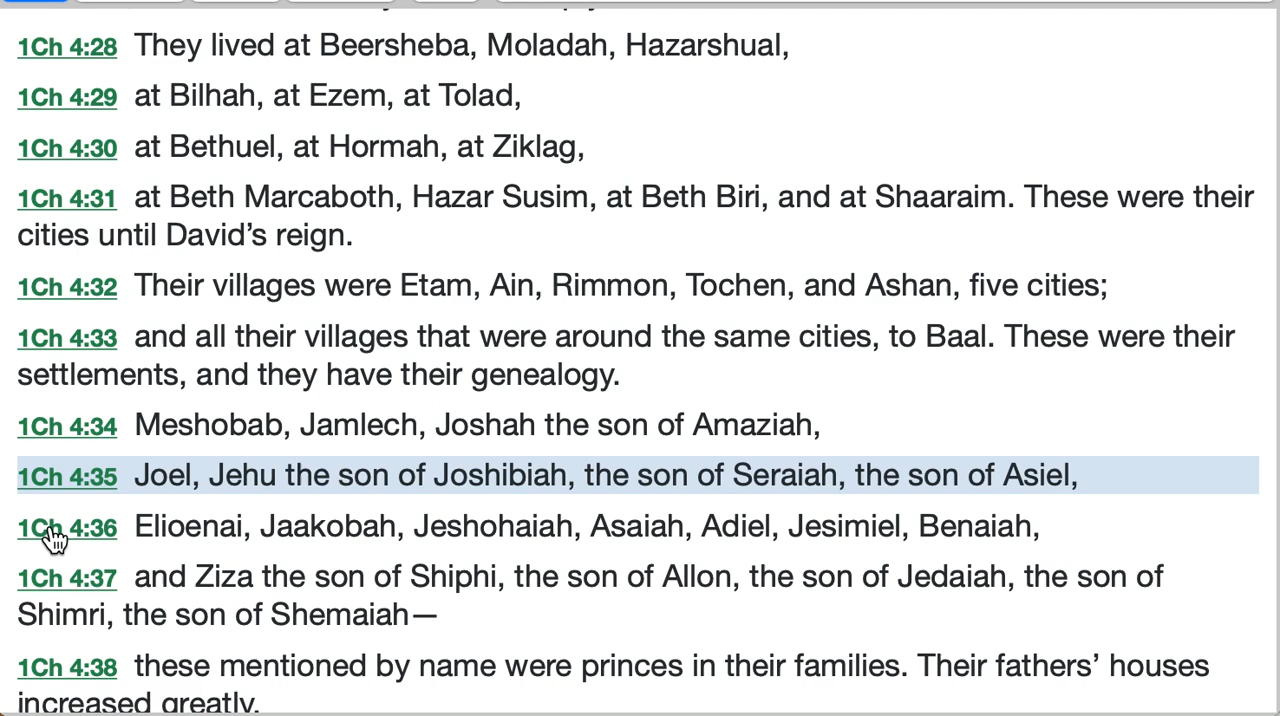 1Ch 4:28 They lived at Beersheba, Moladah, Hazarshual,
1Ch 4:29 at Bilhah, at Ezem, at Tolad,
1Ch 4:30 at Bethuel, at Hormah, at Ziklag,
1Ch 4:31 at Beth Marcaboth, Hazar Susim, at Beth Biri, and at Shaaraim. These were their
cities until David’s reign.
1Ch 4:32 Their villages were Etam, Ain, Rimmon, Tochen, and Ashan, five cities;
1Ch 4:33 and all their villages that were around the same cities, to Baal. These were their
settlements, and they have their genealogy.
1Ch 4:34 Meshobab, Jamlech, Joshah the son of Amaziah,
1Ch 4:35 Joel, Jehu the son of Joshibiah, the son of Seraiah, the son of Asiel,
1Ch 4:36 Elioenai, Jaakobah, Jeshohaiah, Asaiah, Adiel, Jesimiel, Benaiah,
1Ch 4:37 and Ziza the son of Shiphi, the son of Allon, the son of Jedaiah, the son of
Shimri, the son of Shemaiah—
1Ch 4:38 these mentioned by name were princes in their families. Their fathers’ houses
increased greatly.